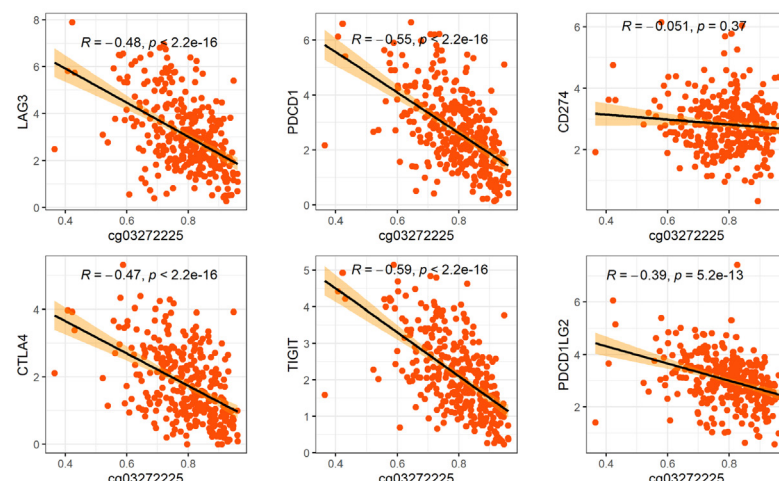 R = −0.48, p < 2.2e-16
LAG3
8
6
4
2
0
0.4 0.6 0.8
cg03272225
R = −0.55, p < 2.2e-16
PDCD1
6
4
2
0
0.4 0.6 0.8
cg03272225
R = −0.051, p = 0.37
CD274
6
4
2
0.4 0.6 0.8
cg03272225
R = −0.47, p < 2.2e-16
CTLA4
4
2
0
0.4 0.6 0.8
cg03272225
R = −0.59, p < 2.2e-16
TIGIT
5
4
3
2
1
0
0.4 0.6 0.8
cg03272225
R = −0.39, p = 5.2e-13
PDCD1LG2
6
4
2
0.4 0.6 0.8
cg03272225